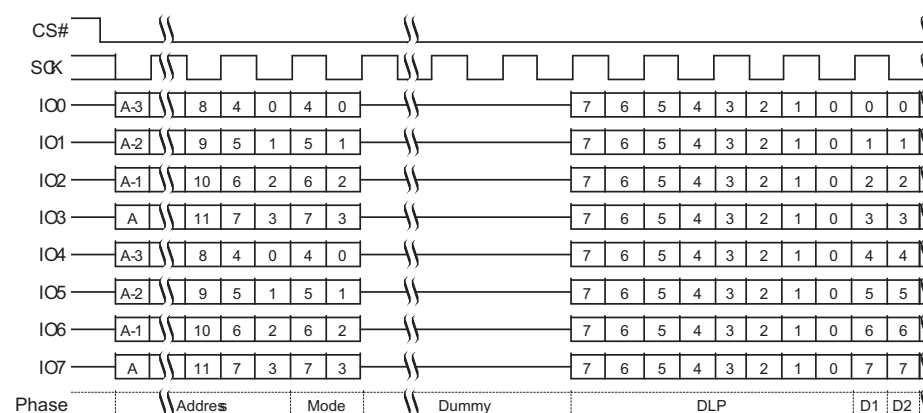 CS#
SCK
IO0 A-3 8 4 0 4 0 7 6 5 4 3 2 1 0 0 0
IO1 A-2 9 5 1 5 1 7 6 5 4 3 2 1 0 1 1
IO2 A-1 10 6 2 6 2 7 6 5 4 3 2 1 0 2 2
IO3 A 11 7 3 7 3 7 6 5 4 3 2 1 0 3 3
IO4 A-3 8 4 0 4 0 7 6 5 4 3 2 1 0 4 4
IO5 A-2 9 5 1 5 1 7 6 5 4 3 2 1 0 5 5
IO6 A-1 10 6 2 6 2 7 6 5 4 3 2 1 0 6 6
IO7 A 11 7 3 7 3 7 6 5 4 3 2 1 0 7 7
Phase Address Mode Dummy DLP D1 D2